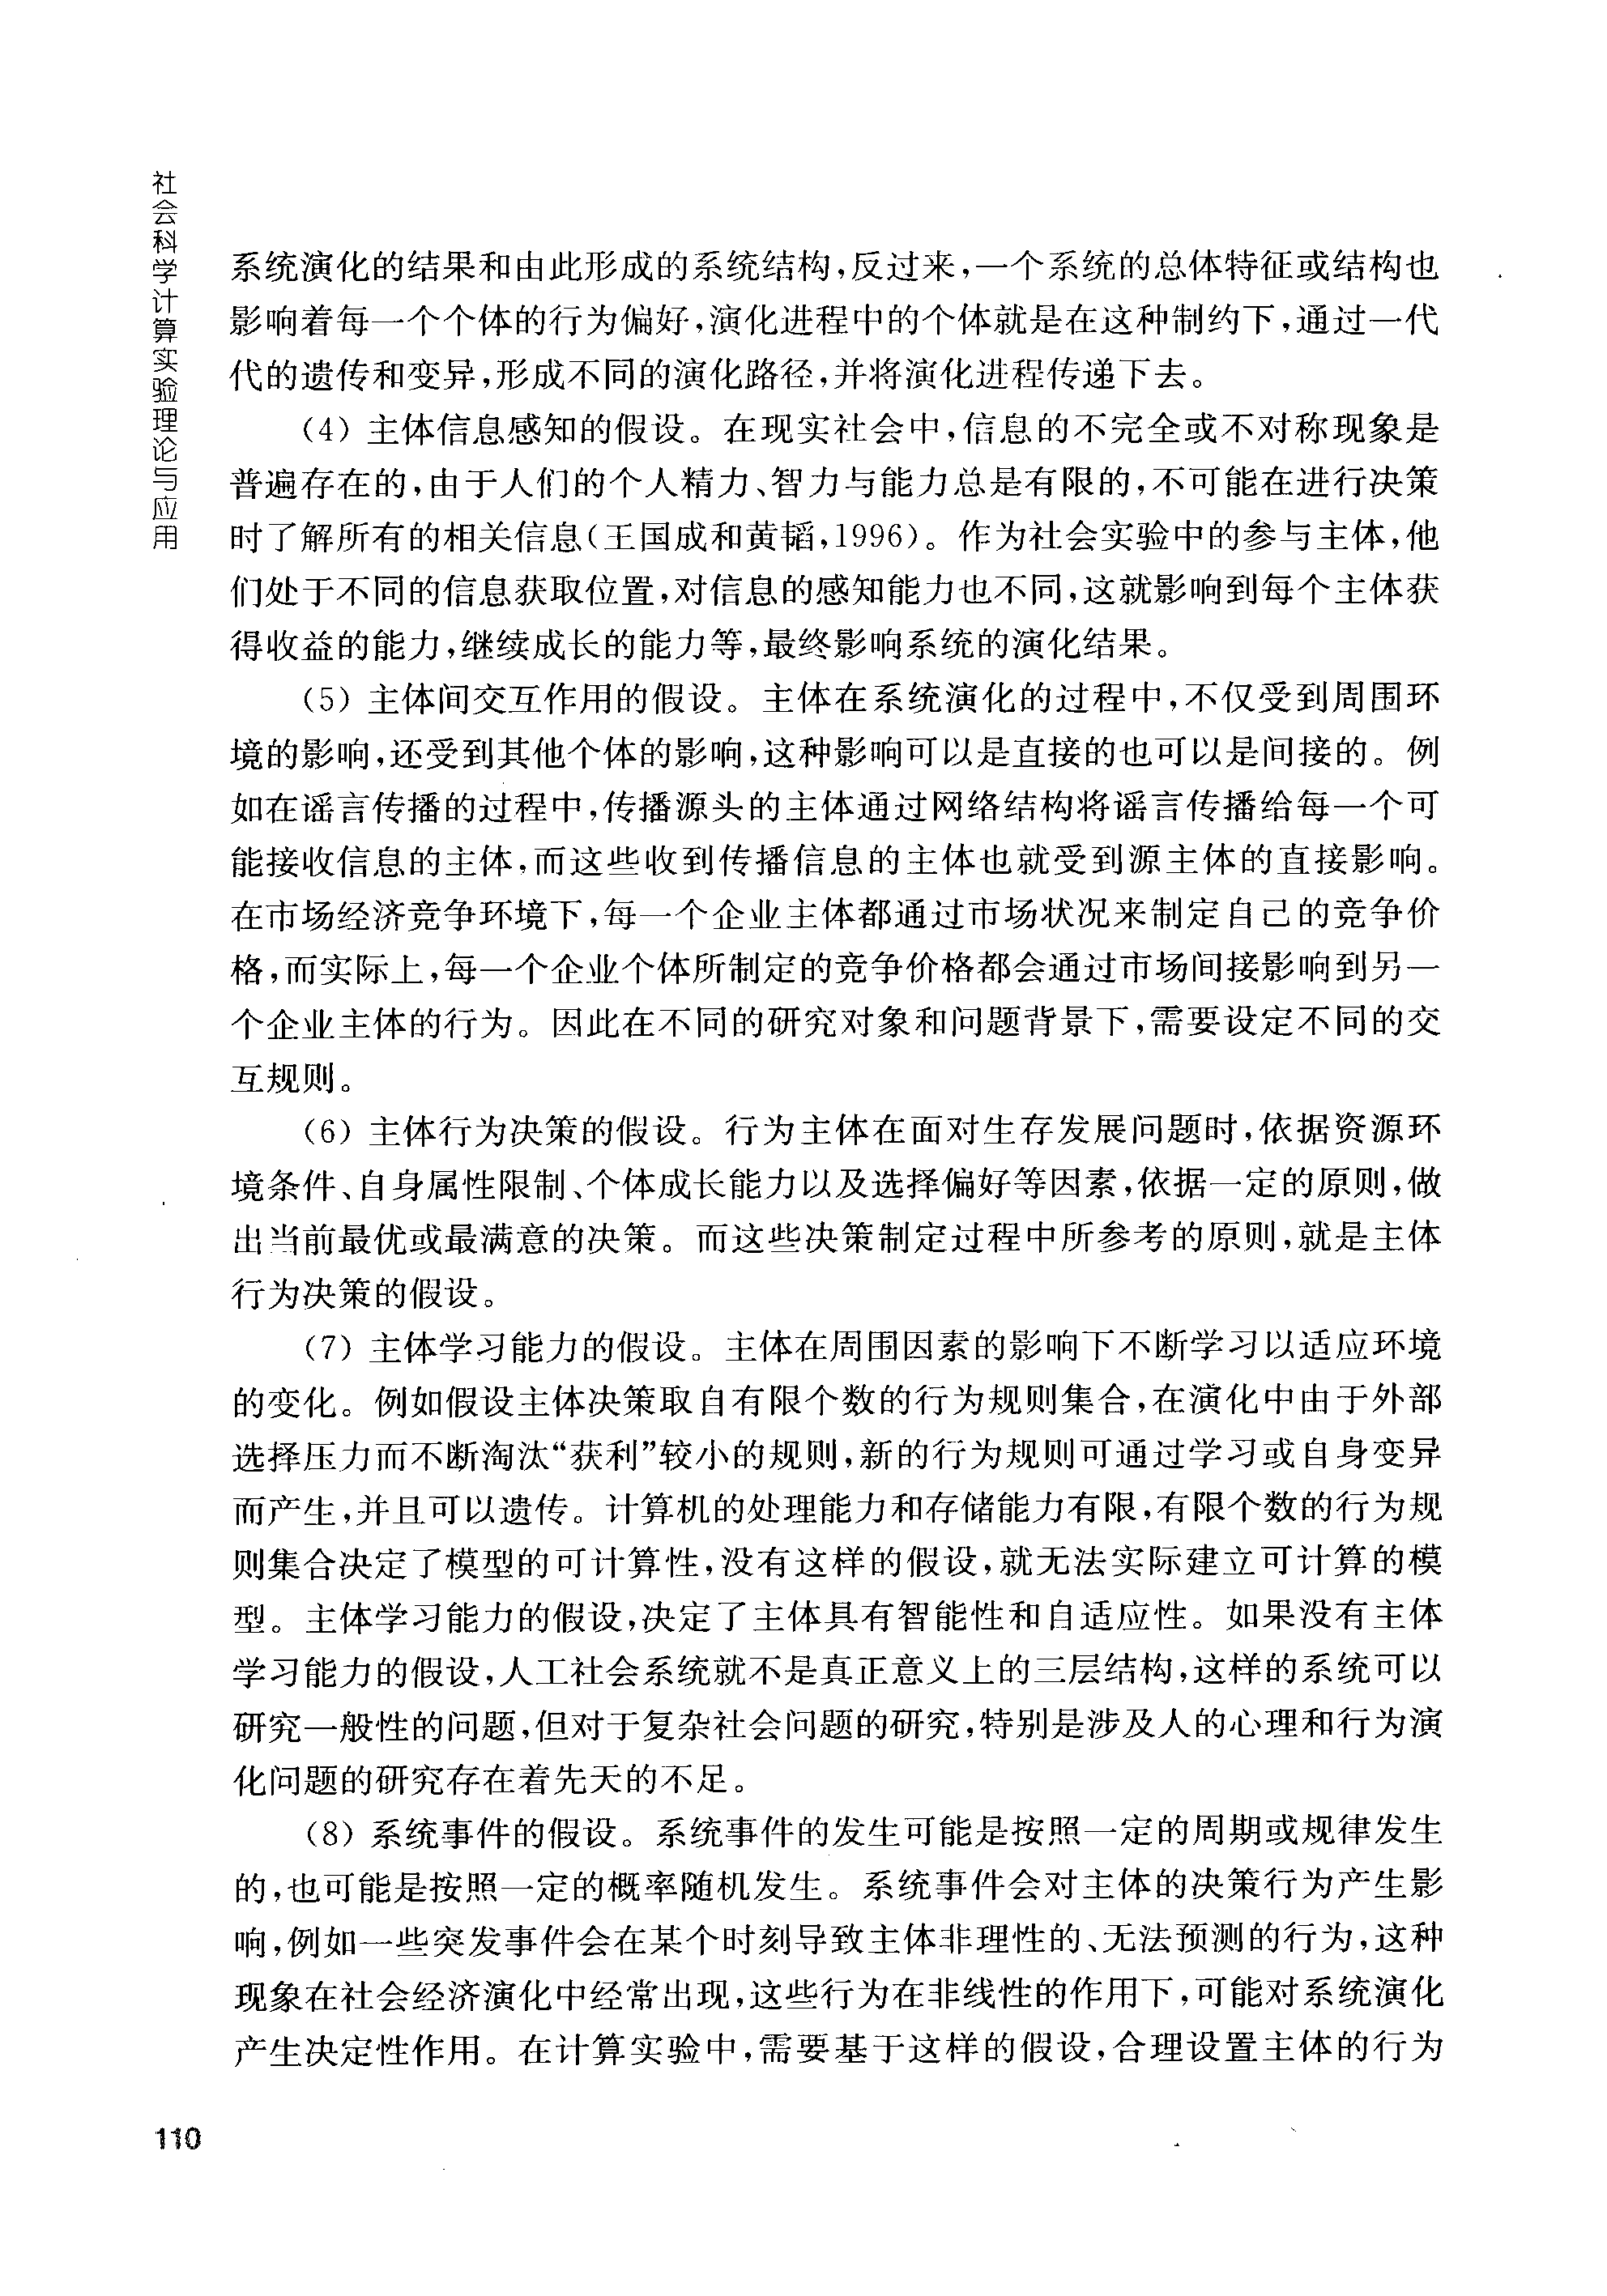 社会科学计算实验理论与应用
系统演化的结果和由此形成的系统结构,反过来,一个系统的总体特征或结构也
影响着每一个个体的行为偏好,演化进程中的个体就是在这种制约下,通过一代
代的遗传和变异,形成不同的演化路径,并将演化进程传递下去。
(4) 主体信息感知的假设。在现实社会中,信息的不完全或不对称现象是
普遍存在的,由于人们的个人精力、智力与能力总是有限的,不可能在进行决策
时了解所有的相关信息(王国成和黄韬,1996)。作为社会实验中的参与主体,他
们处于不同的信息获取位置,对信息的感知能力也不同,这就影响到每个主体获
得收益的能力,继续成长的能力等,最终影响系统的演化结果。
(5) 主体间交互作用的假设。主体在系统演化的过程中,不仅受到周围环
境的影响,还受到其他个体的影响,这种影响可以是直接的也可以是间接的。例
如在谣言传播的过程中,传播源头的主体通过网络结构将谣言传播给每一个可
能接收信息的主体,而这些收到传播信息的主体也就受到源主体的直接影响。
在市场经济竞争环境下,每一个企业主体都通过市场状况来制定自己的竞争价
格,而实际上,每一个企业个体所制定的竞争价格都会通过市场间接影响到另一
个企业主体的行为。因此在不同的研究对象和问题背景下,需要设定不同的交
互规则。
(6) 主体行为决策的假设。行为主体在面对生存发展问题时,依据资源环
境条件、自身属性限制、个体成长能力以及选择偏好等因素,依据一定的原则,做
出当前最优或最满意的决策。而这些决策制定过程中所参考的原则,就是主体
行为决策的假设。
(7) 主体学习能力的假设。主体在周围因素的影响下不断学习以适应环境
的变化。例如假设主体决策取自有限个数的行为规则集合,在演化中由于外部
选择压力而不断淘汰“获利”较小的规则,新的行为规则可通过学习或自身变异
而产生,并且可以遗传。计算机的处理能力和存储能力有限,有限个数的行为规
则集合决定了模型的可计算性,没有这样的假设,就无法实际建立可计算的模
型。主体学习能力的假设,决定了主体具有智能性和自适应性。如果没有主体
学习能力的假设,人工社会系统就不是真正意义上的三层结构,这样的系统可以
研究一般性的问题,但对于复杂社会问题的研究,特别是涉及人的心理和行为演
化问题的研究存在着先天的不足。
(8) 系统事件的假设。系统事件的发生可能是按照一定的周期或规律发生
的,也可能是按照一定的概率随机发生。系统事件会对主体的决策行为产生影
响,例如一些突发事件会在某个时刻导致主体非理性的、无法预测的行为,这种
现象在社会经济演化中经常出现,这些行为在非线性的作用下,可能对系统演化
产生决定性作用。在计算实验中,需要基于这样的假设,合理设置主体的行为
110